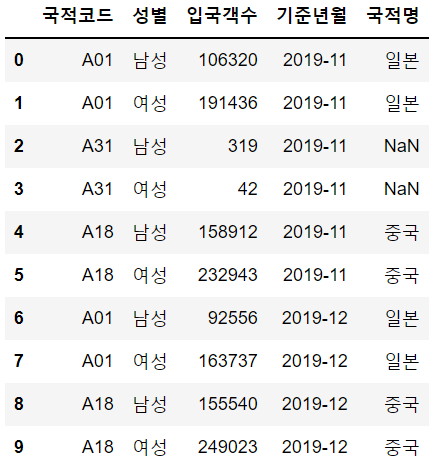 국적코드 성별 입국객수 기준년월 국적명
0 A01 남성 106320 2019-11 일본
1 A01 여성 191436 2019-11 일본
2 A31 남성 319 2019-11 NaN
3 A31 여성 42 2019-11 NaN
4 A18 남성 158912 2019-11 중국
5 A18 여성 232943 2019-11 중국
6 A01 남성 92556 2019-12 일본
7 A01 여성 163737 2019-12 일본
8 A18 남성 155540 2019-12 중국
9 A18 여성 249023 2019-12 중국